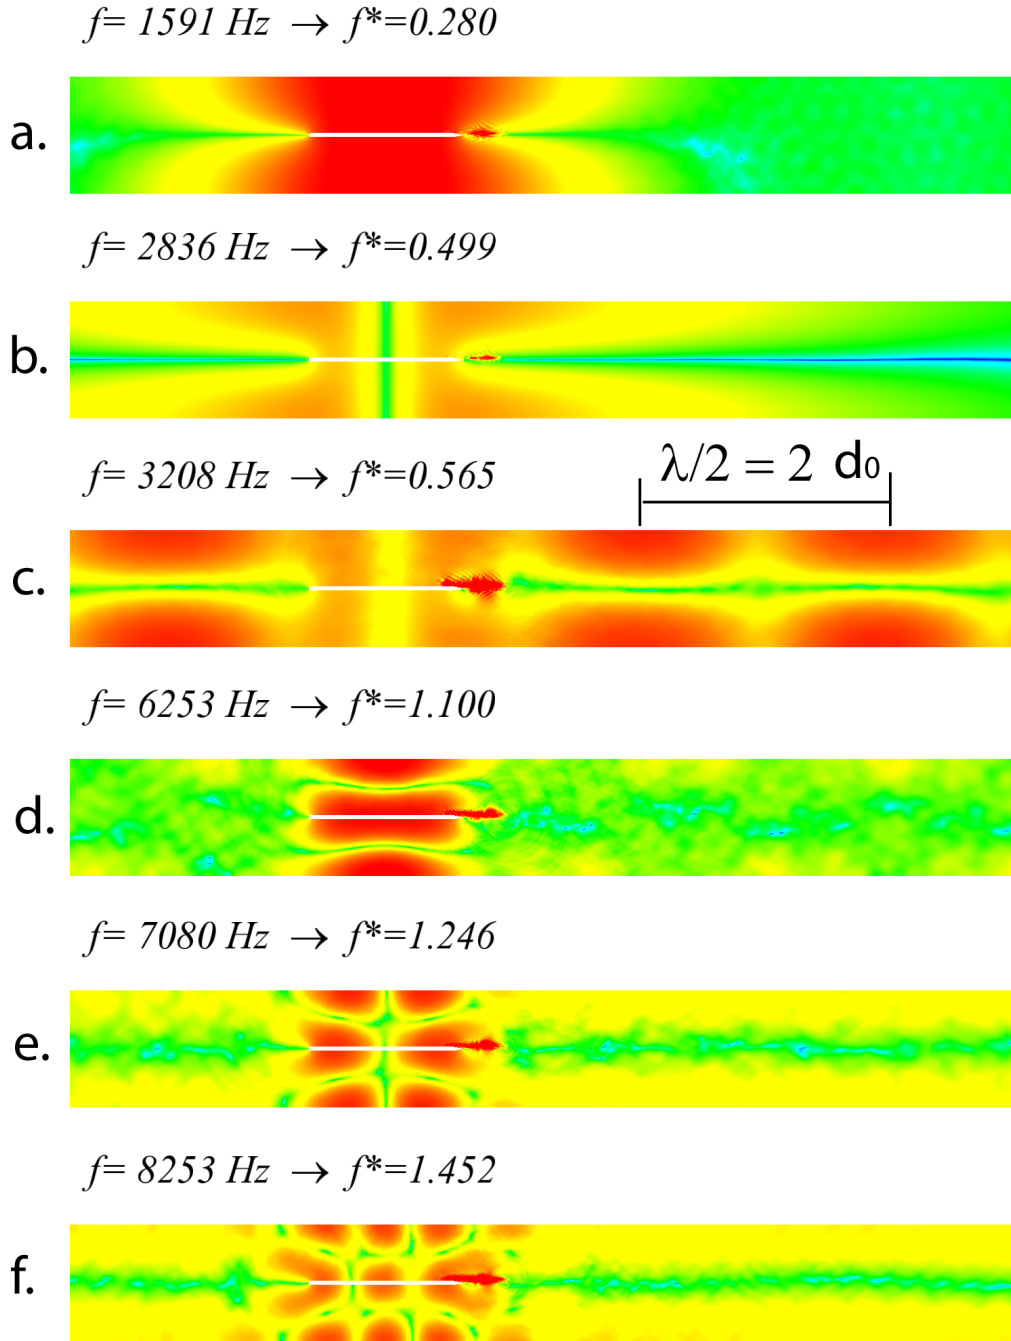 f= 1591 Hz → f*=0.280
a.
f= 2836 Hz → f*=0.499
b.
f= 3208 Hz → f*=0.565
λ/2 = 2 d₀
c.
f= 6253 Hz → f*=1.100
d.
f= 7080 Hz → f*=1.246
e.
f= 8253 Hz → f*=1.452
f.